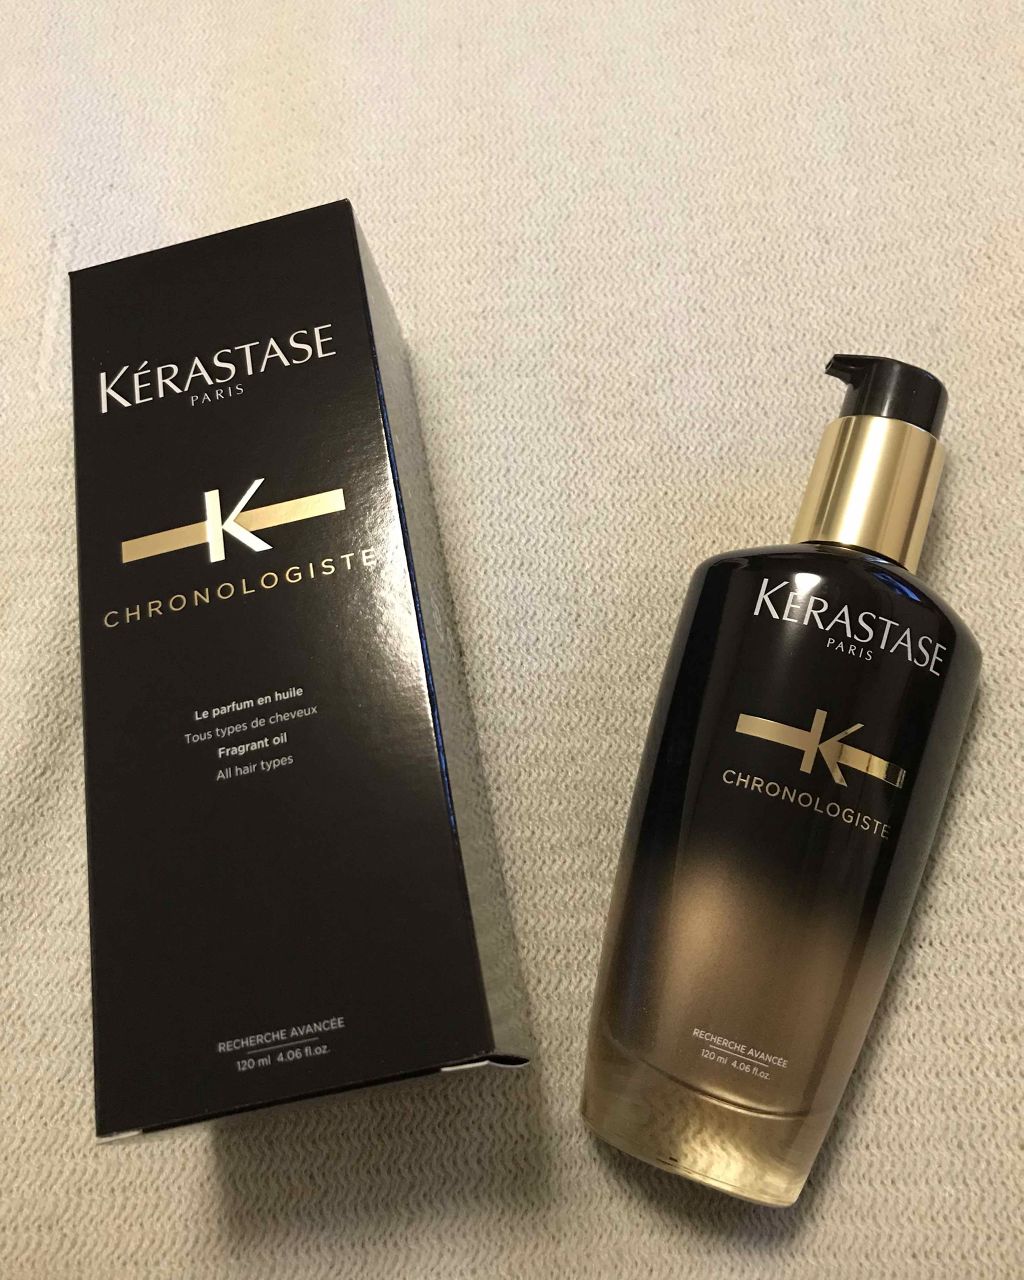 KÉRASTASE
PARIS
K
CHRONOLOGISTE
Le parfum en huile
Tous types de cheveux
Fragrant oil
All hair types
RECHERCHE AVANCÉE
120 ml 4.06 fl.oz.
KÉRASTASE
PARIS
K
CHRONOLOGISTE
RECHERCHE AVANCÉE
120 ml 4.06 fl.oz.